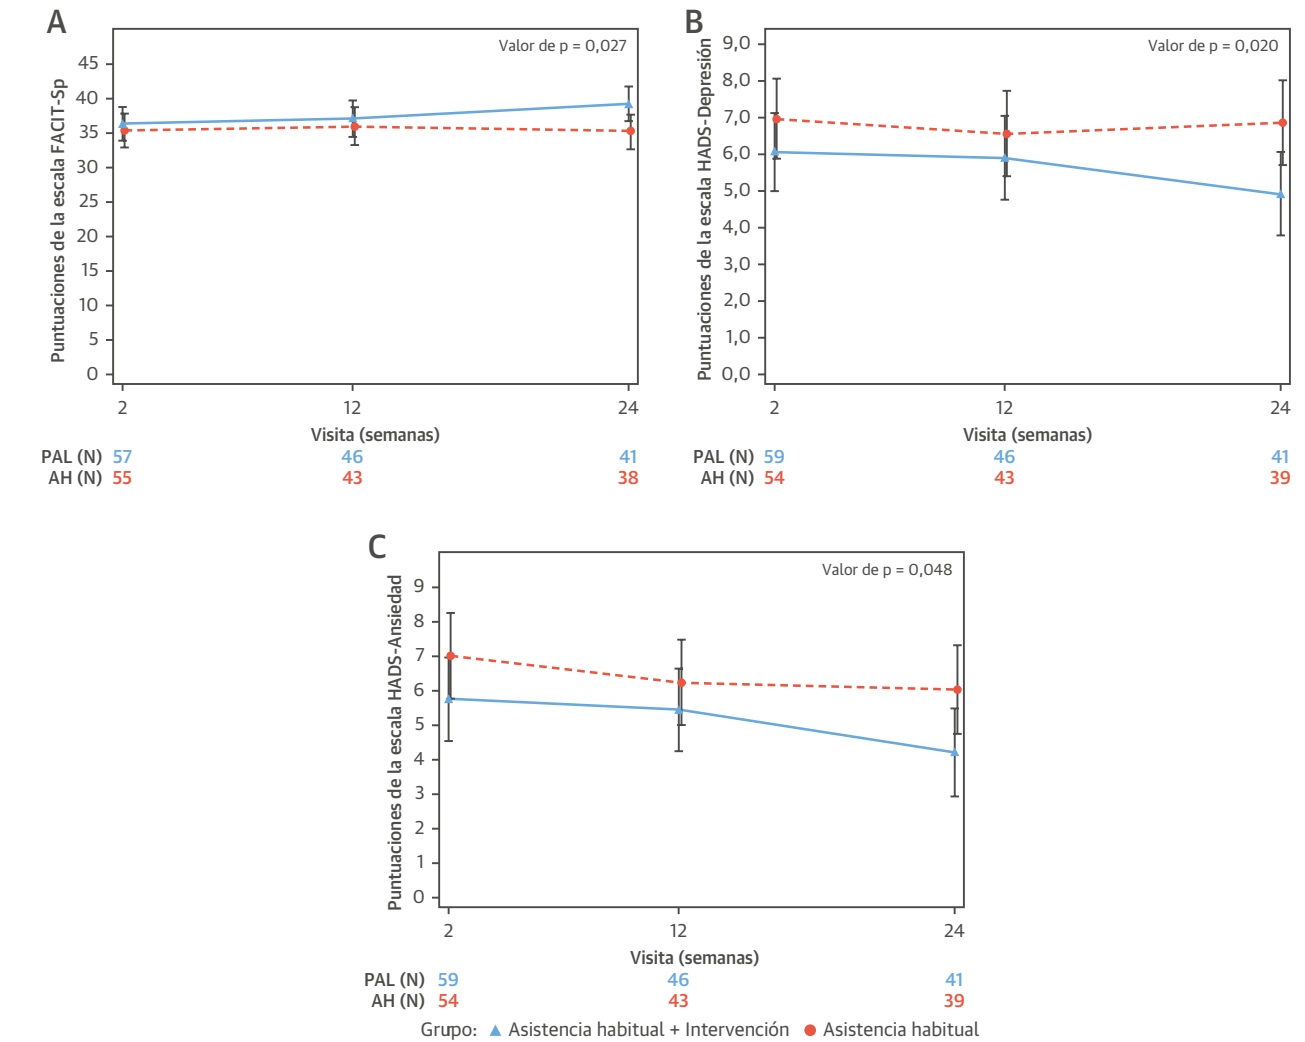 A
Valor de p = 0,027
Puntuaciones de la escala FACIT-Sp
45
40
35
30
25
20
15
10
5
0
2 12 24
Visita (semanas)
PAL (N) 57 46 41
AH (N) 55 43 38
B
Valor de p = 0,020
Puntuaciones de la escala HADS-Depresión
9,0
8,0
7,0
6,0
5,0
4,0
3,0
2,0
1,0
0,0
2 12 24
Visita (semanas)
PAL (N) 59 46 41
AH (N) 54 43 39
C
Valor de p = 0,048
Puntuaciones de la escala HADS-Ansiedad
9
8
7
6
5
4
3
2
1
0
2 12 24
Visita (semanas)
PAL (N) 59 46 41
AH (N) 54 43 39
Grupo: Asistencia habitual + Intervención Asistencia habitual